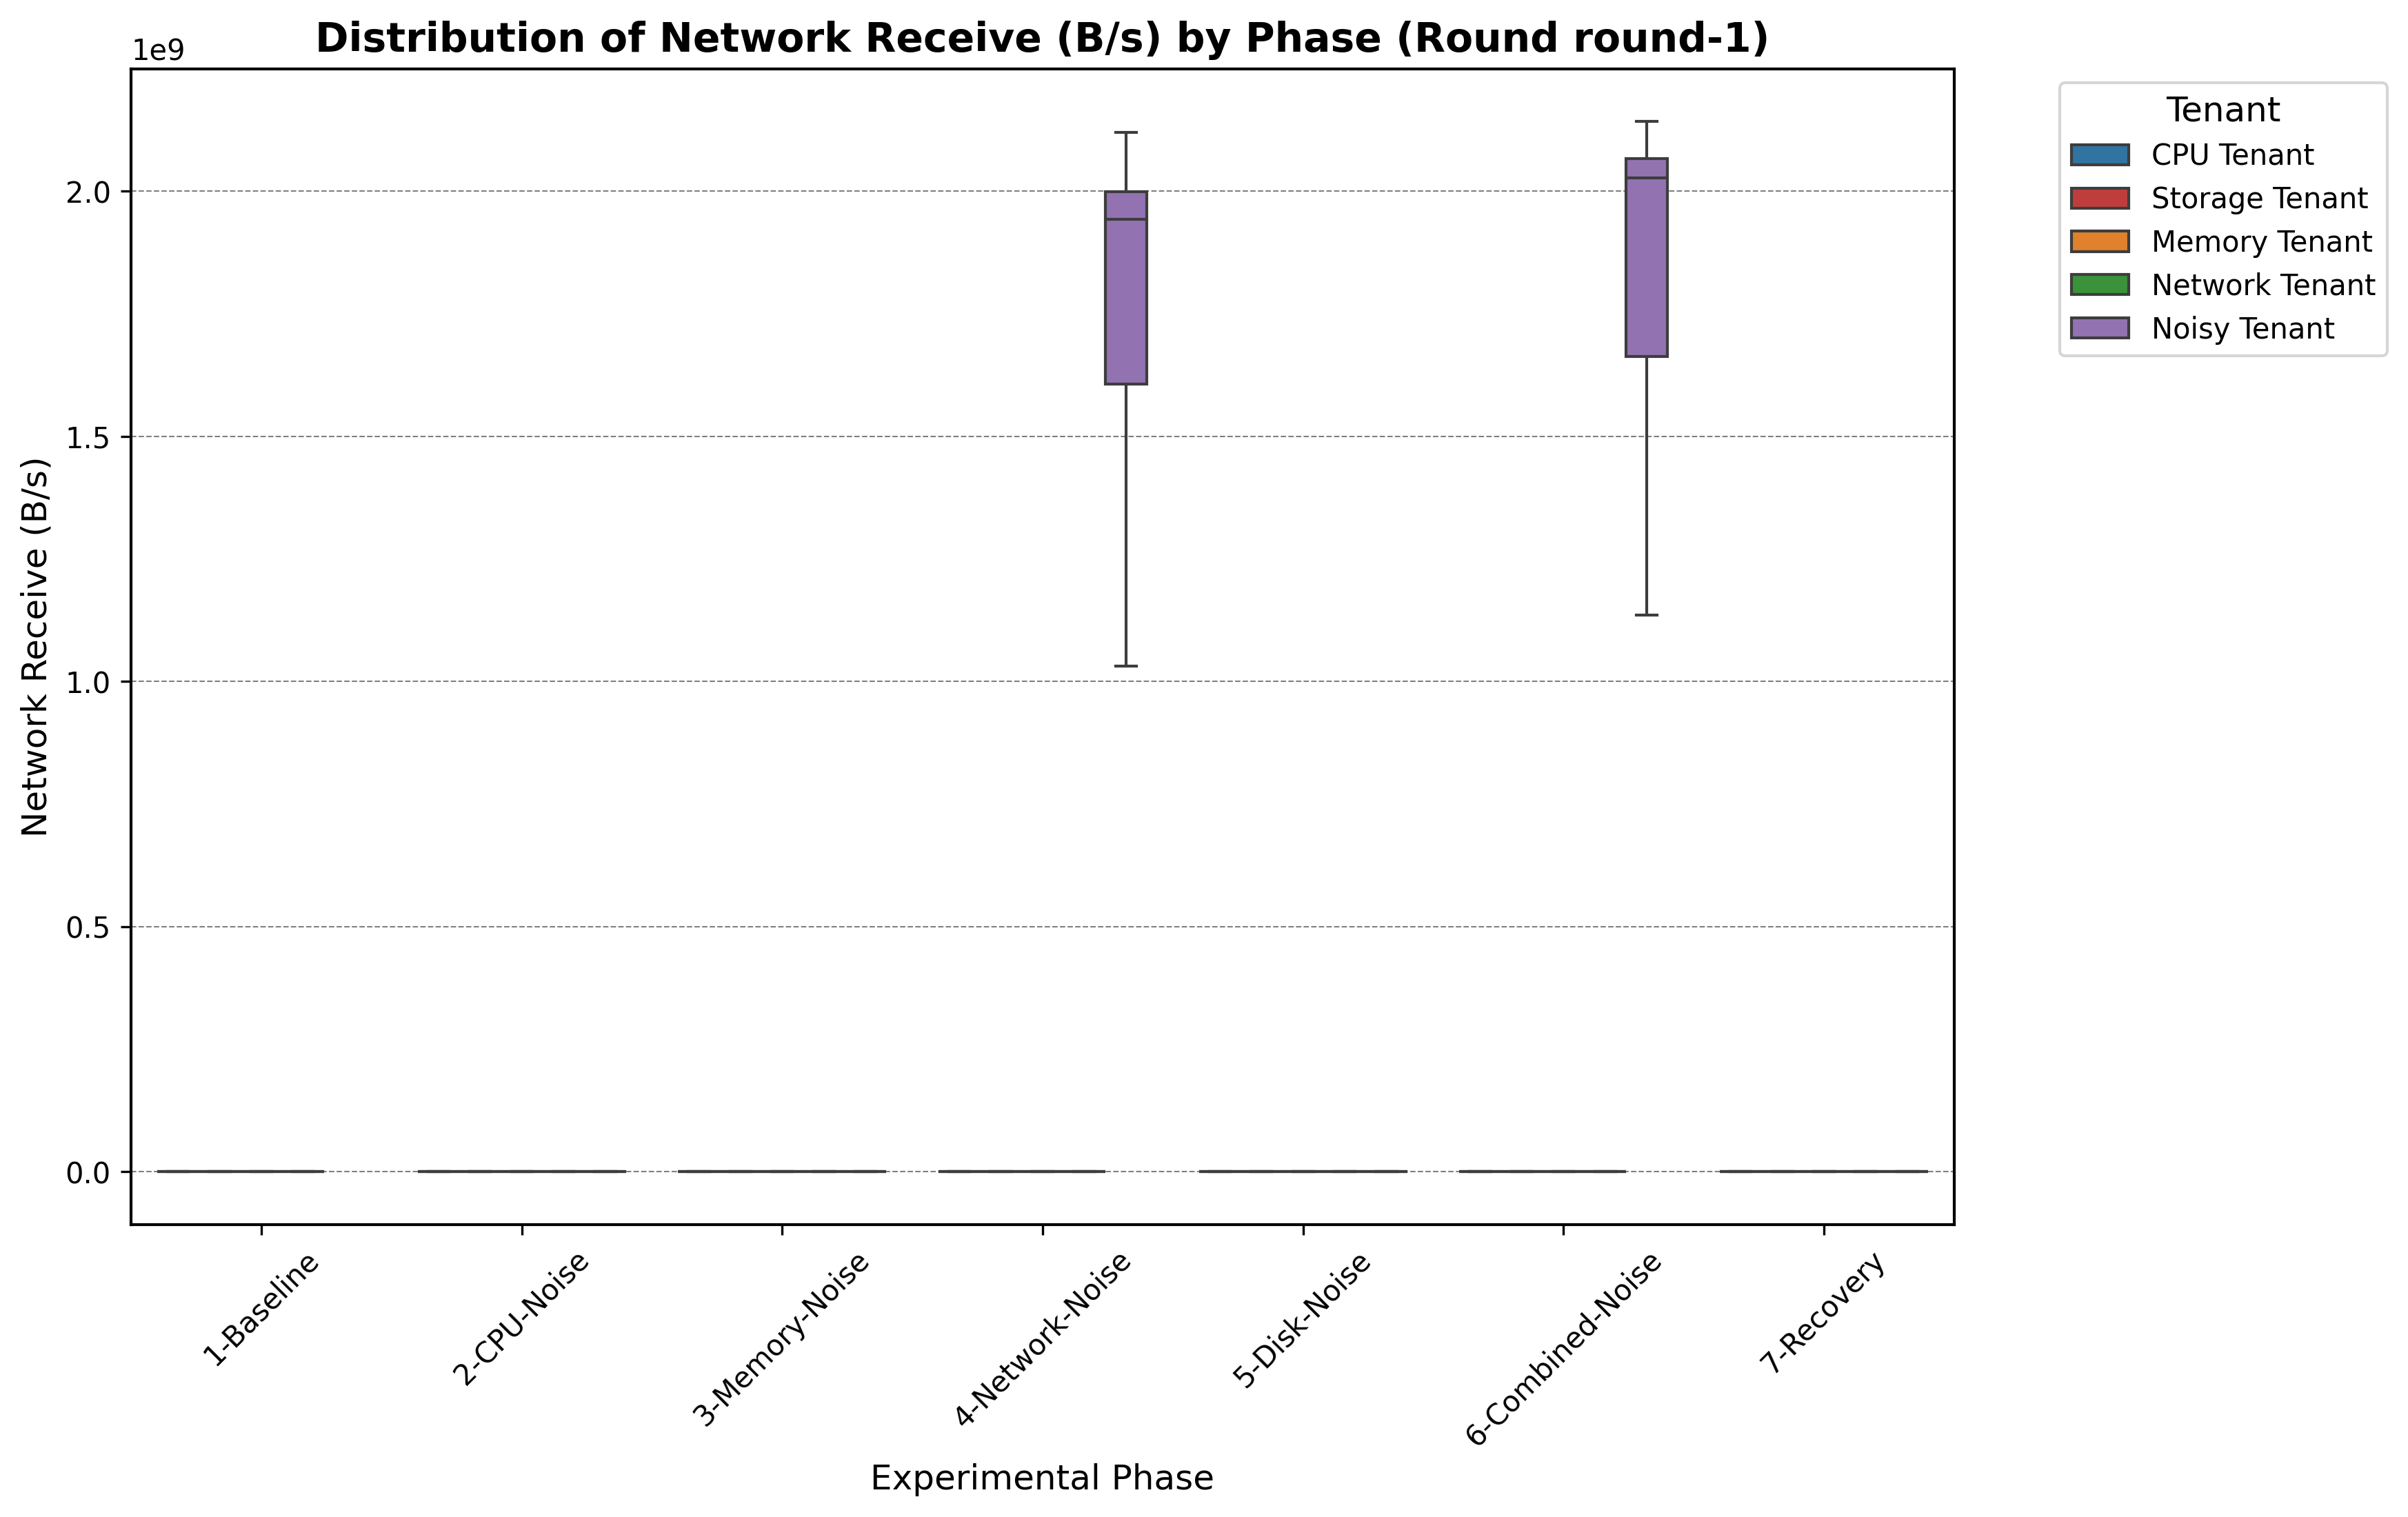 Distribution of Network Receive (B/s) by Phase (Round round-1)
1e9
Network Receive (B/s)
2.0
1.5
1.0
0.5
0.0
1-Baseline
2-CPU-Noise
3-Memory-Noise
4-Network-Noise
5-Disk-Noise
6-Combined-Noise
7-Recovery
Experimental Phase
Tenant
CPU Tenant
Storage Tenant
Memory Tenant
Network Tenant
Noisy Tenant